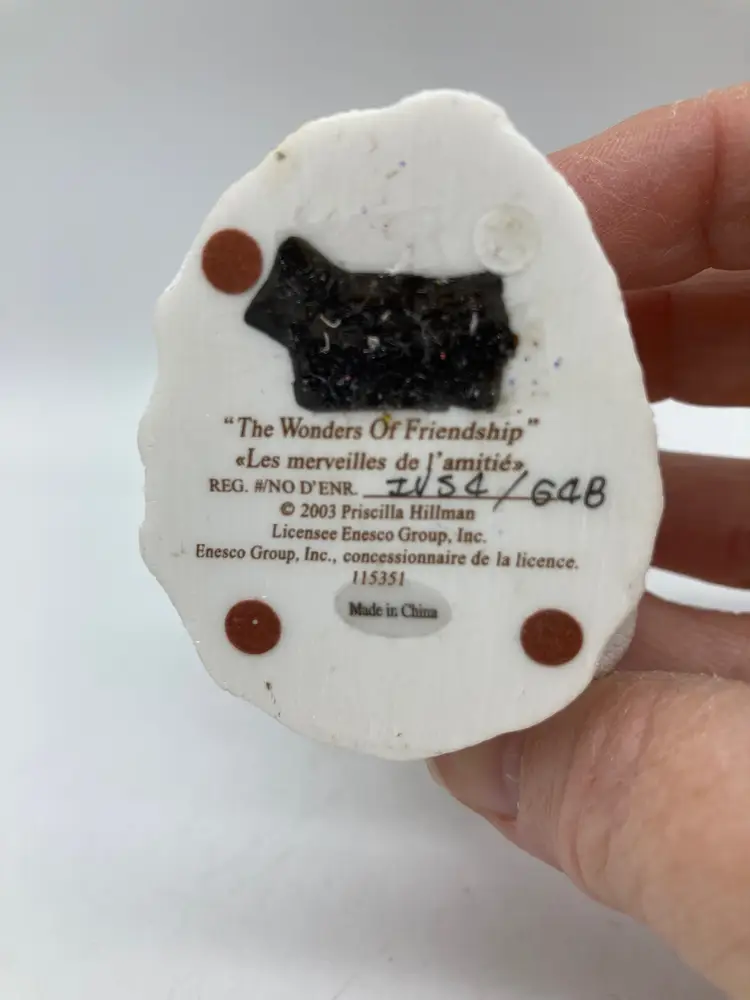 “The Wonders Of Friendship”
«Les merveilles de l’amitié»
REG. #/NO D’ENR. IVS4/648
© 2003 Priscilla Hillman
Licensee Enesco Group, Inc.
Enesco Group, Inc., concessionnaire de la licence.
115351
Made in China